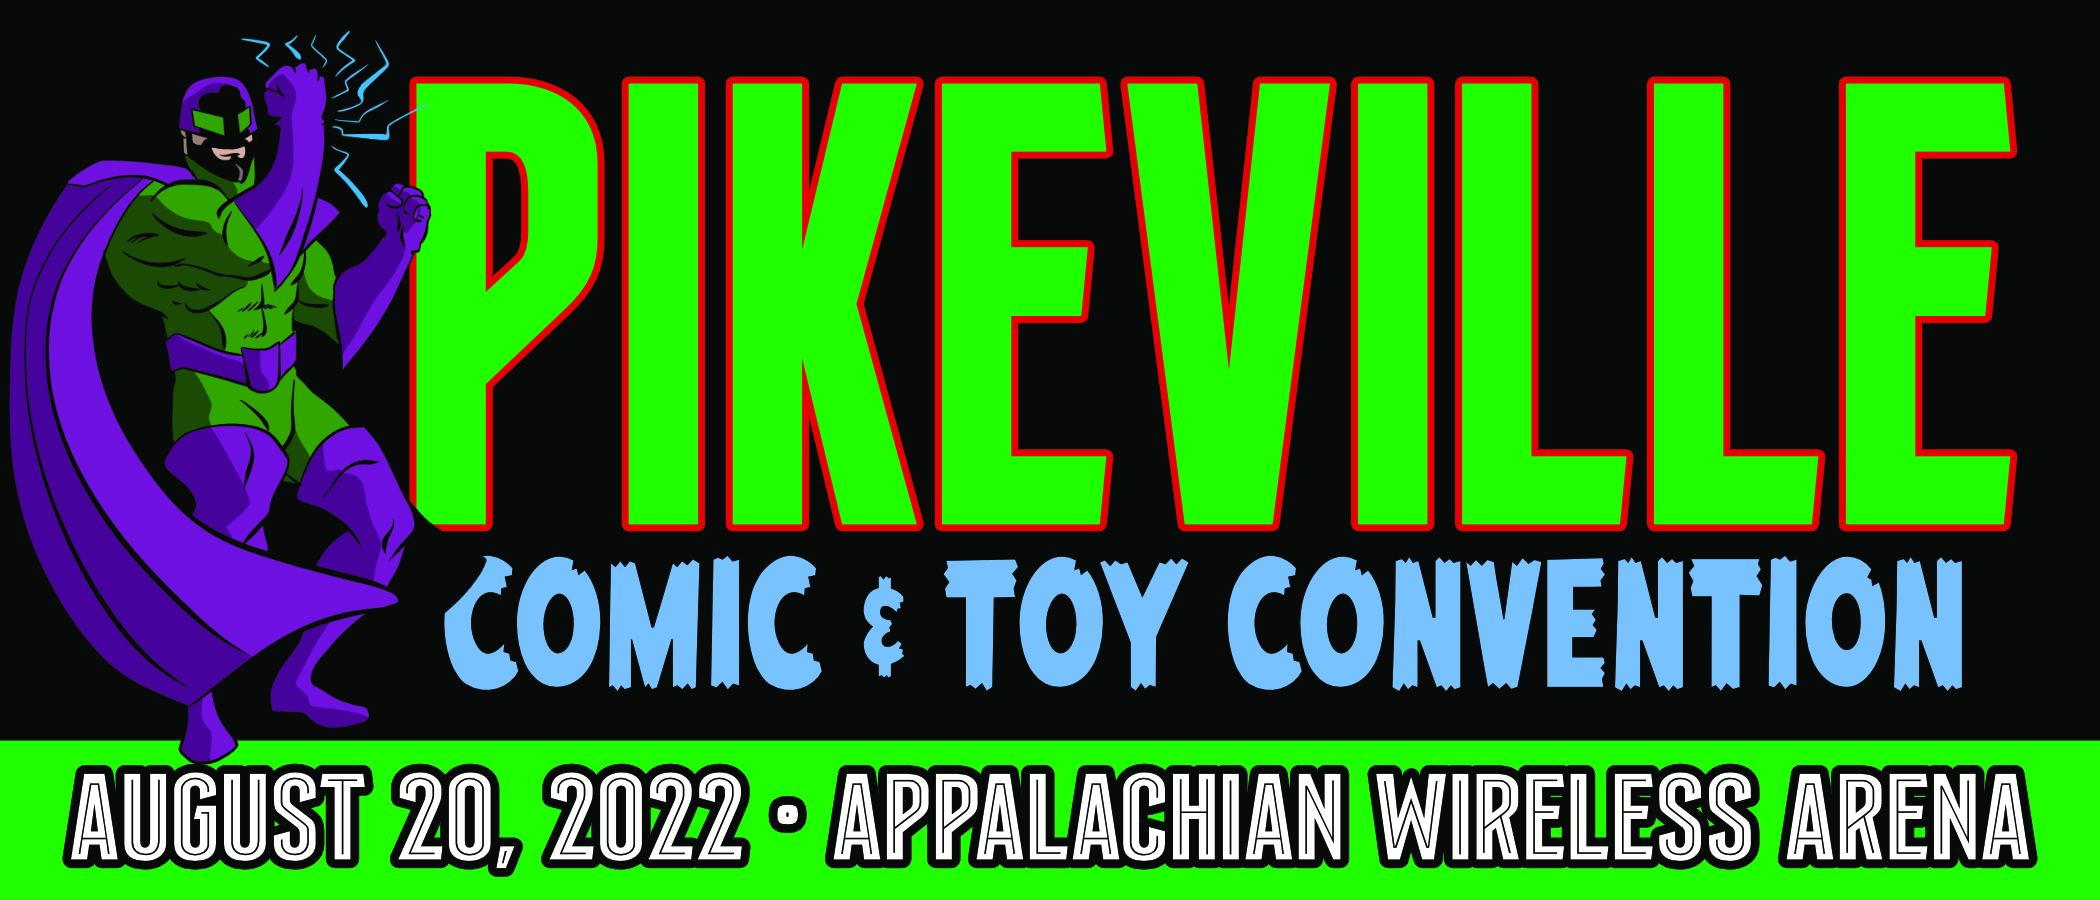 PIKEVILLE
COMIC & TOY CONVENTION
AUGUST 20, 2022 • APPALACHIAN WIRELESS ARENA